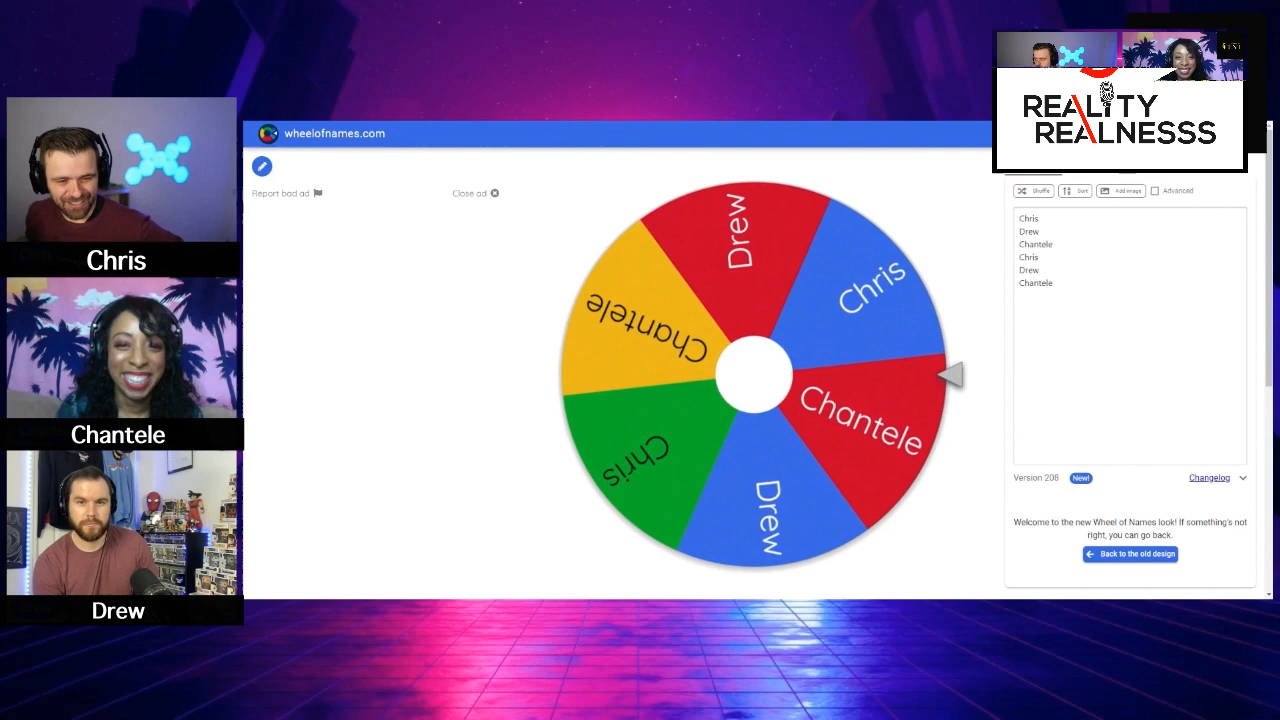 Chris
Chantele
Drew
wheelofnames.com
Report bad ad
Close ad
Drew
Chris
Chantele
Drew
Chris
Chantele
REALITY
REALNESSS
Shuffle
Sort
Add image
Advanced
Chris
Drew
Chantele
Chris
Drew
Chantele
Version 208
New!
Changelog
Welcome to the new Wheel of Names look! If something's not
right, you can go back.
Back to the old design